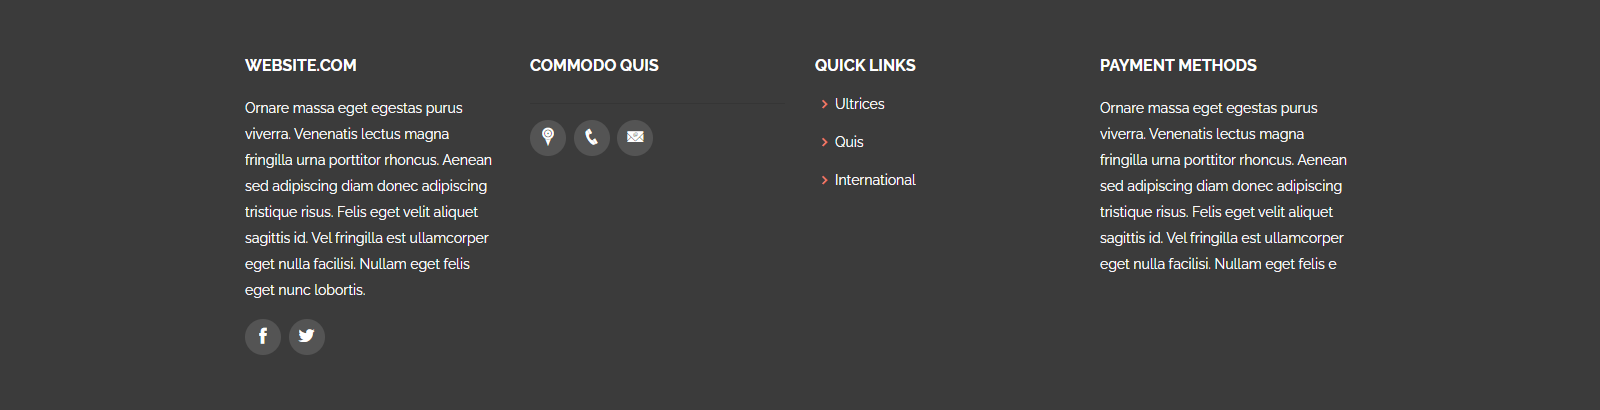 WEBSITE.COM
Ornare massa eget egestas purus
viverra. Venenatis lectus magna
fringilla urna porttitor rhoncus. Aenean
sed adipiscing diam donec adipiscing
tristique risus. Felis eget velit aliquet
sagittis id. Vel fringilla est ullamcorper
eget nulla facilisi. Nullam eget felis
eget nunc lobortis.
COMMODO QUIS
QUICK LINKS
Ultrices
Quis
International
PAYMENT METHODS
Ornare massa eget egestas purus
viverra. Venenatis lectus magna
fringilla urna porttitor rhoncus. Aenean
sed adipiscing diam donec adipiscing
tristique risus. Felis eget velit aliquet
sagittis id. Vel fringilla est ullamcorper
eget nulla facilisi. Nullam eget felis e